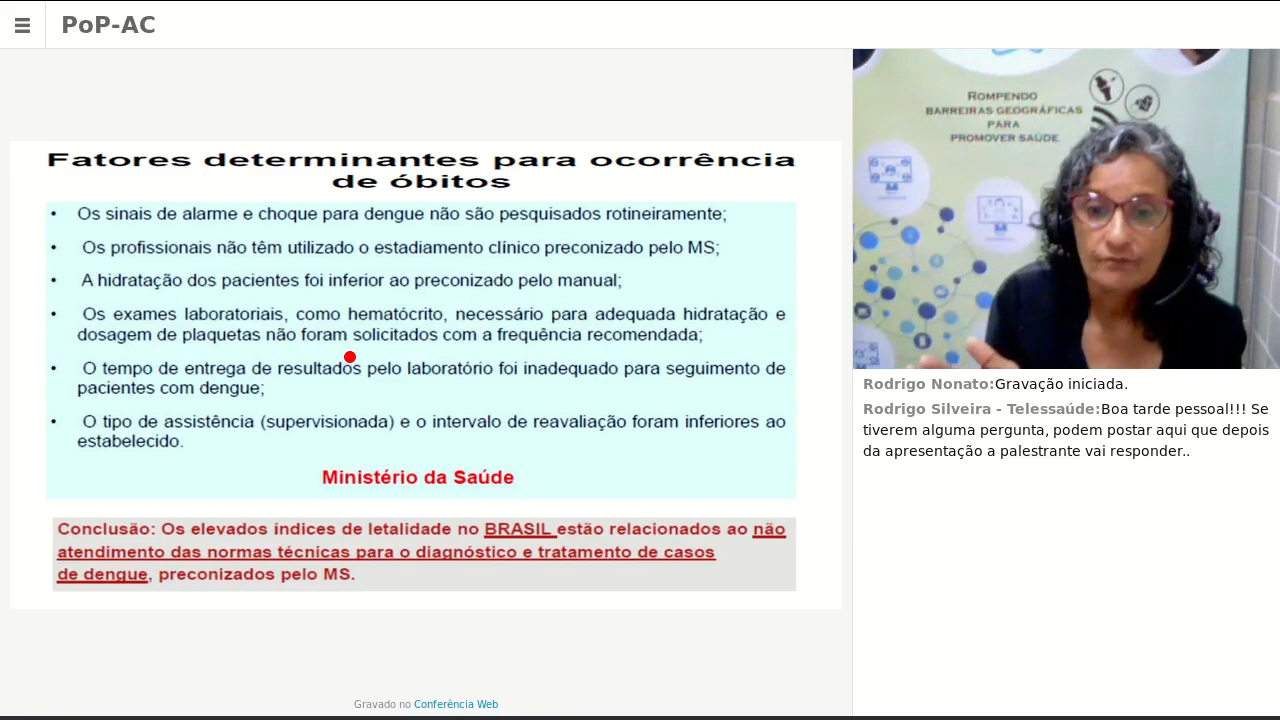 PoP-AC
Fatores determinantes para ocorrência
de óbitos
• Os sinais de alarme e choque para dengue não são pesquisados rotineiramente;
• Os profissionais não têm utilizado o estadiamento clínico preconizado pelo MS;
• A hidratação dos pacientes foi inferior ao preconizado pelo manual;
• Os exames laboratoriais, como hematócrito, necessário para adequada hidratação e
dosagem de plaquetas não foram solicitados com a frequência recomendada;
• O tempo de entrega de resultados pelo laboratório foi inadequado para seguimento de
pacientes com dengue;
• O tipo de assistência (supervisionada) e o intervalo de reavaliação foram inferiores ao
estabelecido.
Ministério da Saúde
Conclusão: Os elevados índices de letalidade no BRASIL estão relacionados ao não
atendimento das normas técnicas para o diagnóstico e tratamento de casos
de dengue, preconizados pelo MS.
Gravado no Conferência Web
ROMPENDO
BARREIRAS GEOGRÁFICAS
PARA
PROMOVER SAÚDE
Rodrigo Nonato:Gravação iniciada.
Rodrigo Silveira - Telessaúde:Boa tarde pessoal!!! Se
tiverem alguma pergunta, podem postar aqui que depois
da apresentação a palestrante vai responder..